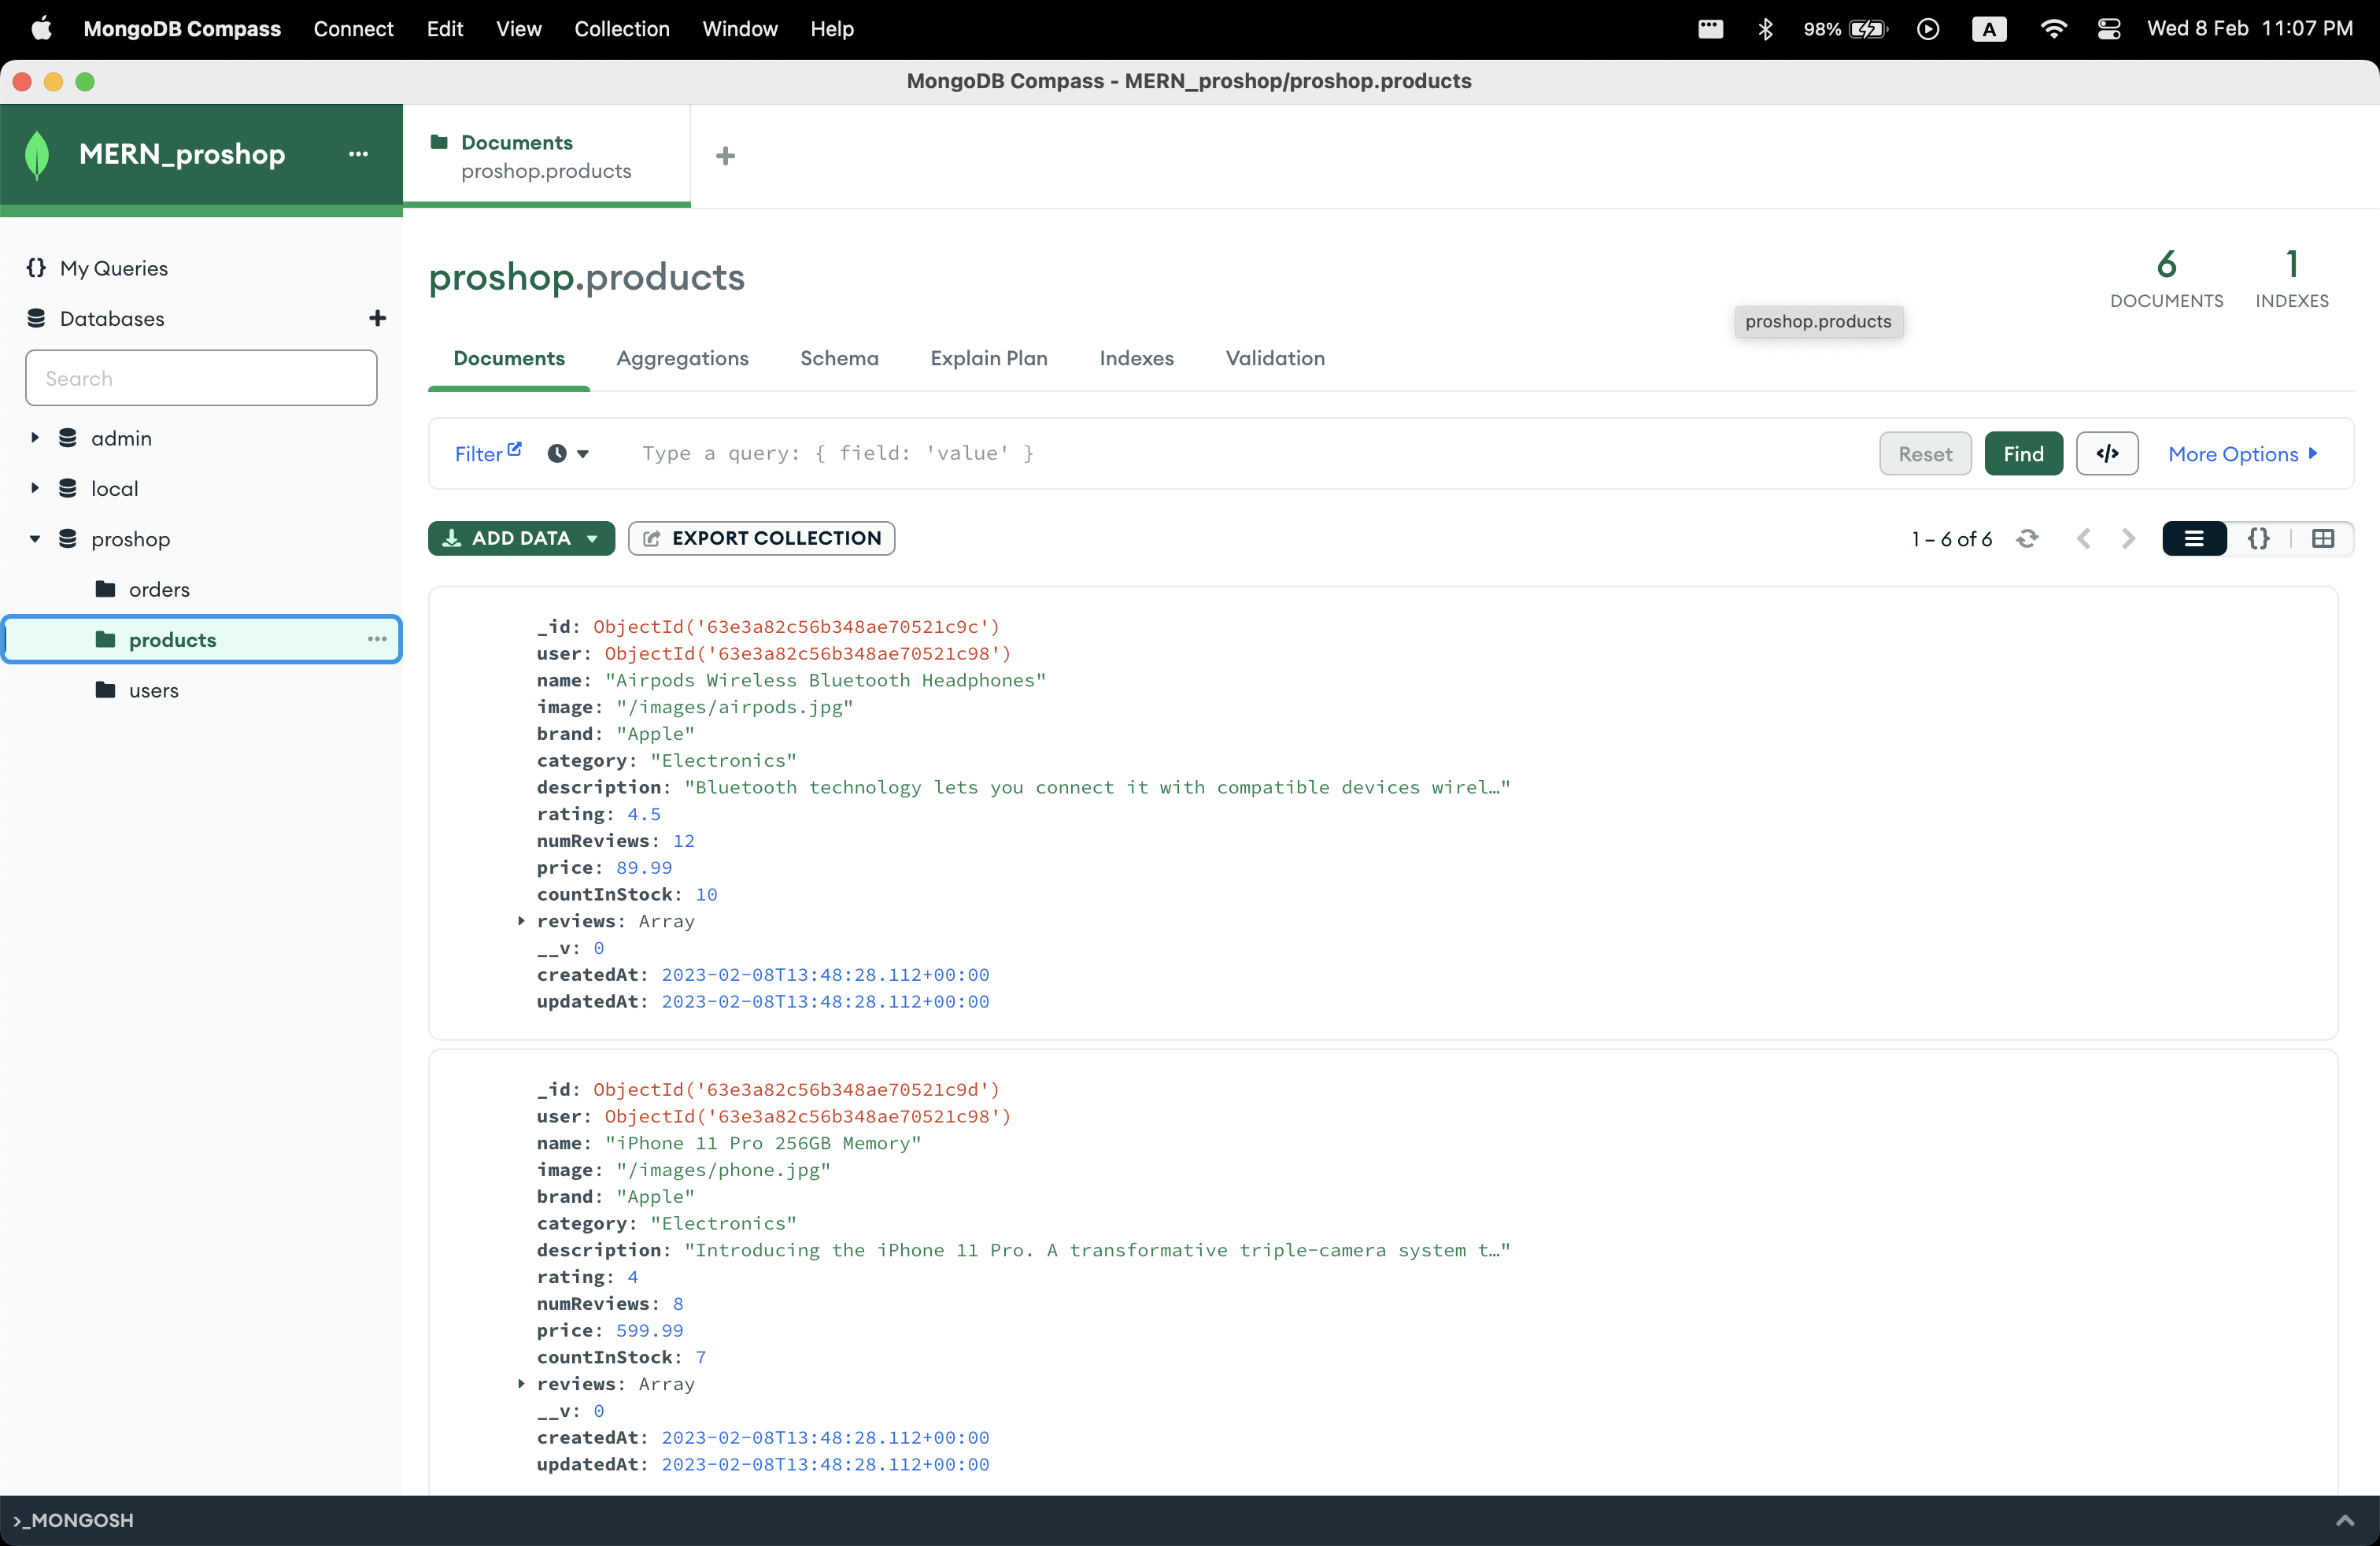 MongoDB Compass Connect Edit View Collection Window Help 98% A Wed 8 Feb 11:07 PM
MongoDB Compass - MERN_proshop/proshop.products
MERN_proshop ...
Documents
proshop.products
+
{} My Queries
Databases +
Search
admin
local
proshop
orders
products ...
users
proshop.products
6
DOCUMENTS
1
INDEXES
proshop.products
Documents Aggregations Schema Explain Plan Indexes Validation
Filter Type a query: { field: 'value' } Reset Find </> More Options
ADD DATA EXPORT COLLECTION 1 – 6 of 6 {}
_id: ObjectId('63e3a82c56b348ae70521c9c')
user: ObjectId('63e3a82c56b348ae70521c98')
name: "Airpods Wireless Bluetooth Headphones"
image: "/images/airpods.jpg"
brand: "Apple"
category: "Electronics"
description: "Bluetooth technology lets you connect it with compatible devices wirel…"
rating: 4.5
numReviews: 12
price: 89.99
countInStock: 10
reviews: Array
__v: 0
createdAt: 2023-02-08T13:48:28.112+00:00
updatedAt: 2023-02-08T13:48:28.112+00:00
_id: ObjectId('63e3a82c56b348ae70521c9d')
user: ObjectId('63e3a82c56b348ae70521c98')
name: "iPhone 11 Pro 256GB Memory"
image: "/images/phone.jpg"
brand: "Apple"
category: "Electronics"
description: "Introducing the iPhone 11 Pro. A transformative triple-camera system t…"
rating: 4
numReviews: 8
price: 599.99
countInStock: 7
reviews: Array
__v: 0
createdAt: 2023-02-08T13:48:28.112+00:00
updatedAt: 2023-02-08T13:48:28.112+00:00
>_MONGOSH